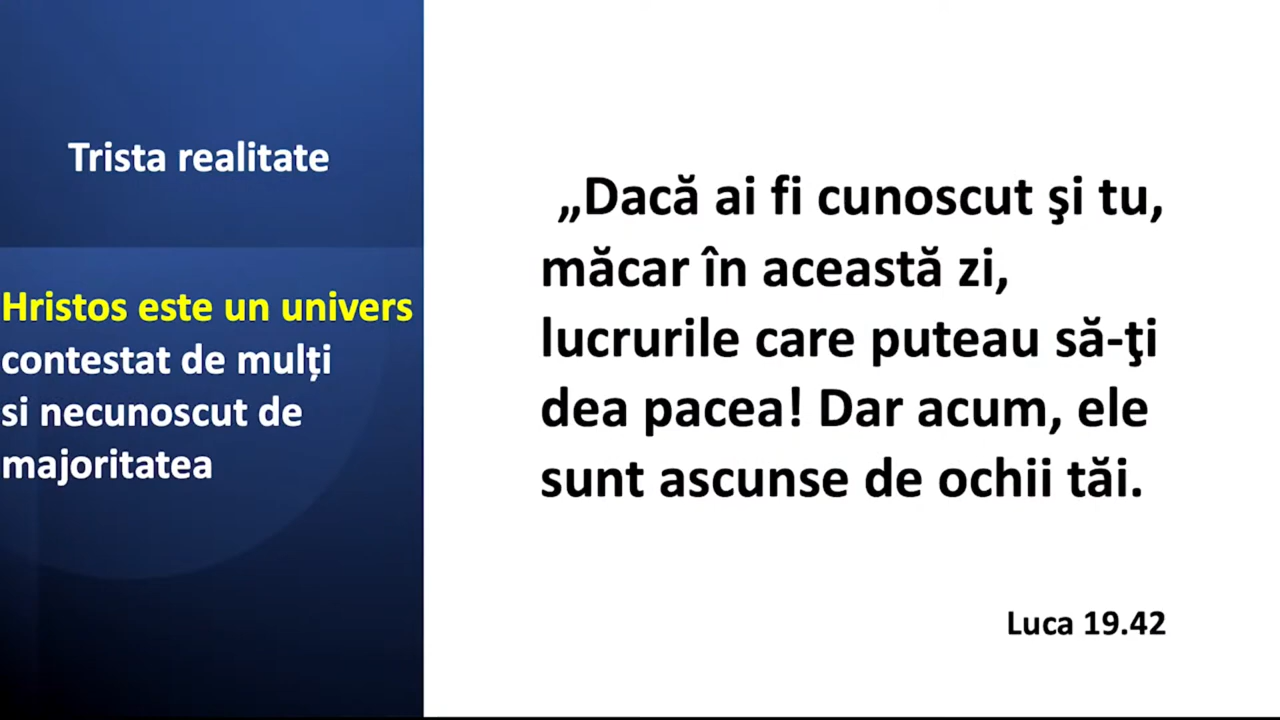 Trista realitate
Hristos este un univers
contestat de mulți
si necunoscut de
majoritatea
„Dacă ai fi cunoscut şi tu,
măcar în această zi,
lucrurile care puteau să-ţi
dea pacea! Dar acum, ele
sunt ascunse de ochii tăi.
Luca 19.42